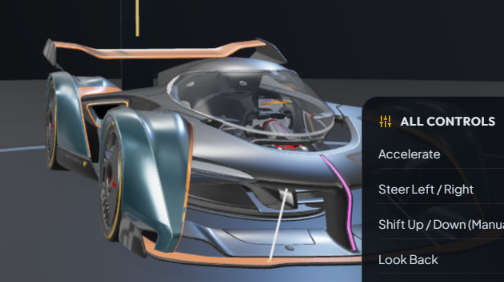 ALL CONTROLS
Accelerate
Steer Left / Right
Shift Up / Down (Manua
Look Back